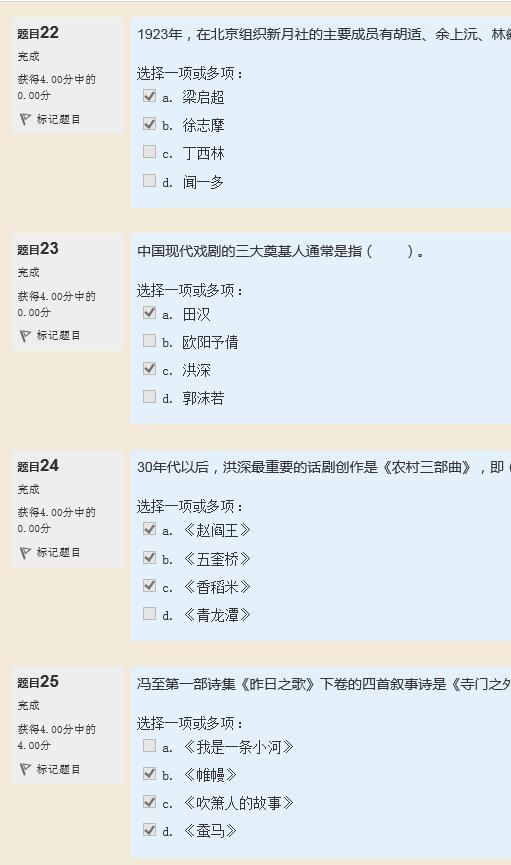 题目22
完成
获得4.00分中的
0.00分
标记题目
1923年，在北京组织新月社的主要成员有胡适、余上沅、林
选择一项或多项：
a. 梁启超
b. 徐志摩
c. 丁西林
d. 闻一多
题目23
完成
获得4.00分中的
0.00分
标记题目
中国现代戏剧的三大奠基人通常是指（　　）。
选择一项或多项：
a. 田汉
b. 欧阳予倩
c. 洪深
d. 郭沫若
题目24
完成
获得4.00分中的
0.00分
标记题目
30年代以后，洪深最重要的话剧创作是《农村三部曲》，即（
选择一项或多项：
a. 《赵阎王》
b. 《五奎桥》
c. 《香稻米》
d. 《青龙潭》
题目25
完成
获得4.00分中的
4.00分
标记题目
冯至第一部诗集《昨日之歌》下卷的四首叙事诗是《寺门之
选择一项或多项：
a. 《我是一条小河》
b. 《帷幔》
c. 《吹箫人的故事》
d. 《蚕马》